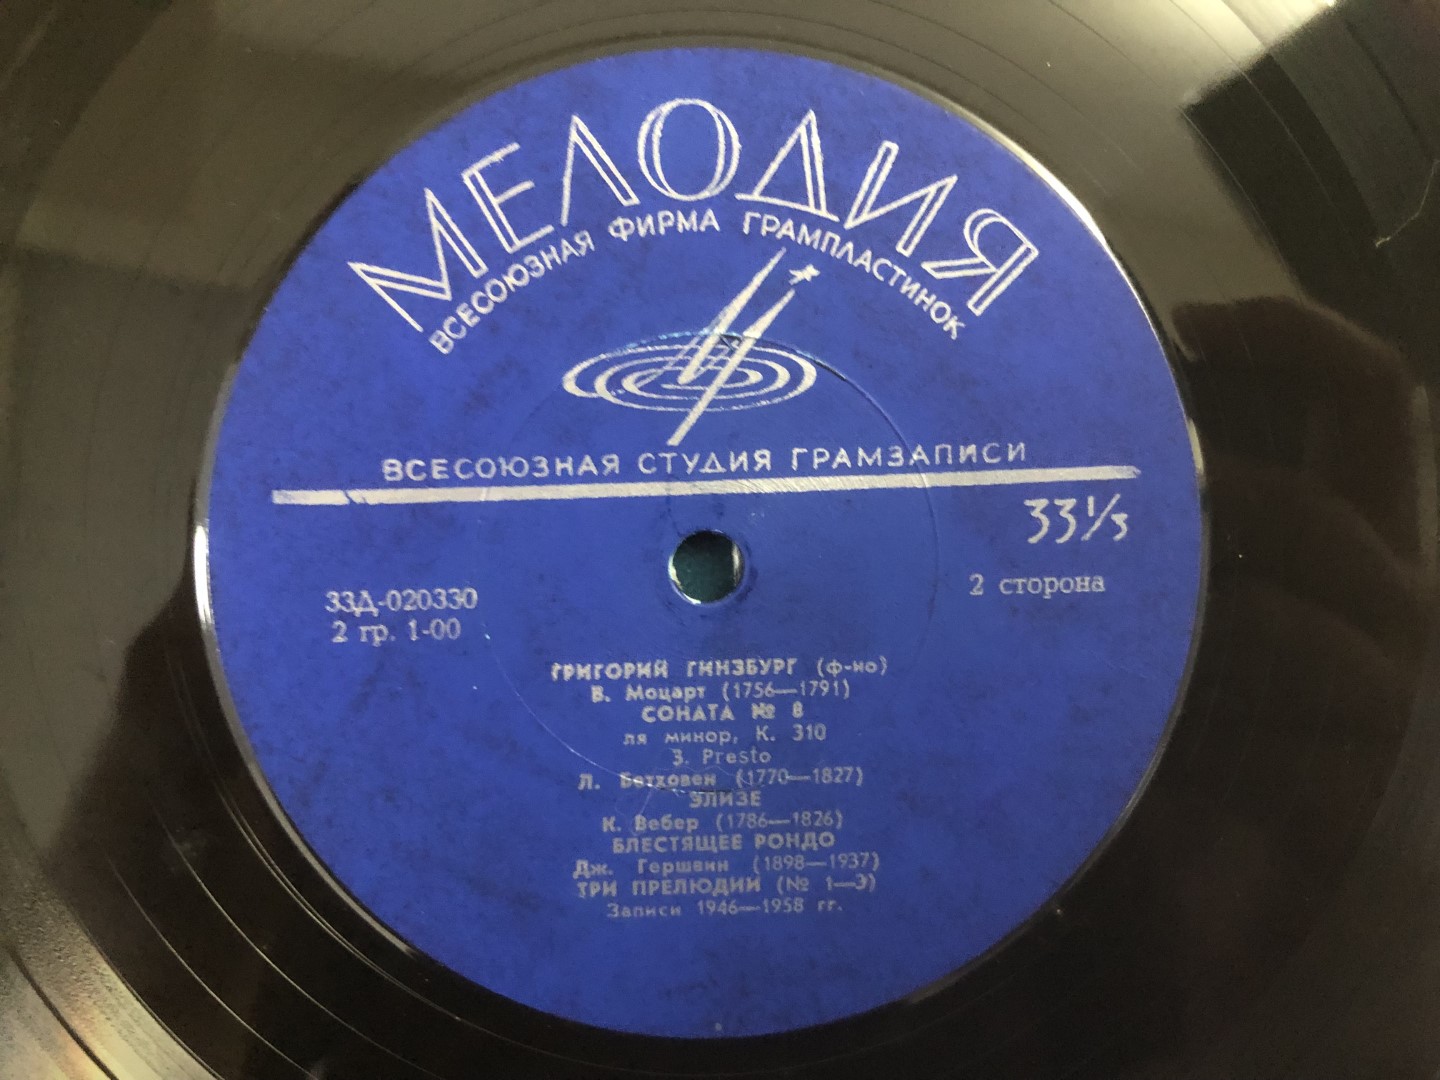 МЕЛОДИЯ
ВСЕСОЮЗНАЯ ФИРМА ГРАМПЛАСТИНОК
ВСЕСОЮЗНАЯ СТУДИЯ ГРАМЗАПИСИ
33⅓
2 сторона
33Д-020330
2 гр. 1-00
ГРИГОРИЙ ГИНЗБУРГ (ф-но)
В. Моцарт (1756—1791)
СОНАТА № 8
ля минор, К. 310
3. Presto
Л. Бетховен (1770—1827)
ЭЛИЗЕ
К. Вебер (1786—1826)
БЛЕСТЯЩЕЕ РОНДО
Дж. Гершвин (1898—1937)
ТРИ ПРЕЛЮДИИ (№ 1—3)
Записи 1946—1958 гг.